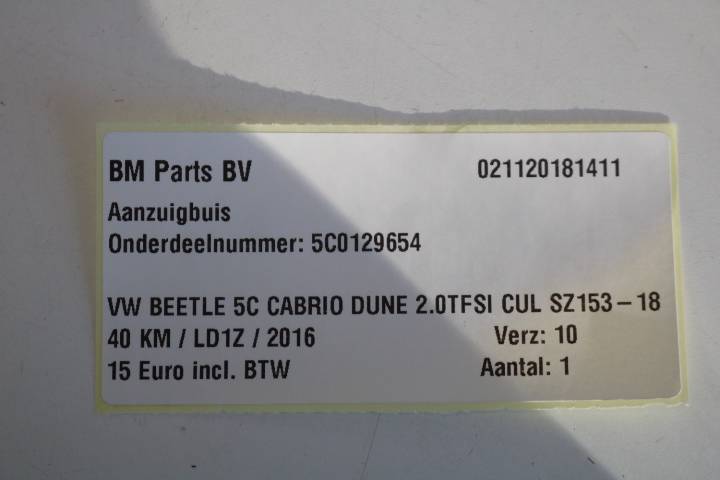 BM Parts BV 021120181411
Aanzuigbuis
Onderdeelnummer: 5C0129654
VW BEETLE 5C CABRIO DUNE 2.0TFSI CUL SZ153-18
40 KM / LD1Z / 2016 Verz: 10
15 Euro incl. BTW Aantal: 1